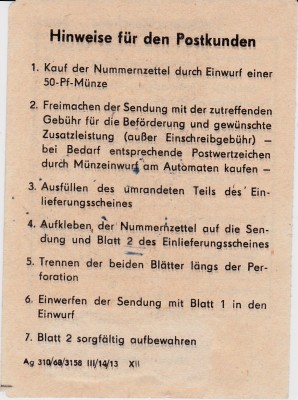 Hinweise für den Postkunden
1. Kauf der Nummernzettel durch Einwurf einer
50-Pf-Münze
2. Freimachen der Sendung mit der zutreffenden
Gebühr für die Beförderung und gewünschte
Zusatzleistung (außer Einschreibgebühr) —
bei Bedarf entsprechende Postwertzeichen
durch Münzeinwurf am Automaten kaufen —
3. Ausfüllen des umrandeten Teils des Ein-
lieferungsscheines
4. Aufkleben der Nummernzettel auf die Sen-
dung und Blatt 2 des Einlieferungsscheines
5. Trennen der beiden Blätter längs der Per-
foration
6. Einwerfen der Sendung mit Blatt 1 in den
Einwurf
7. Blatt 2 sorgfältig aufbewahren
Ag 310/68/3158 III/14/13 XII